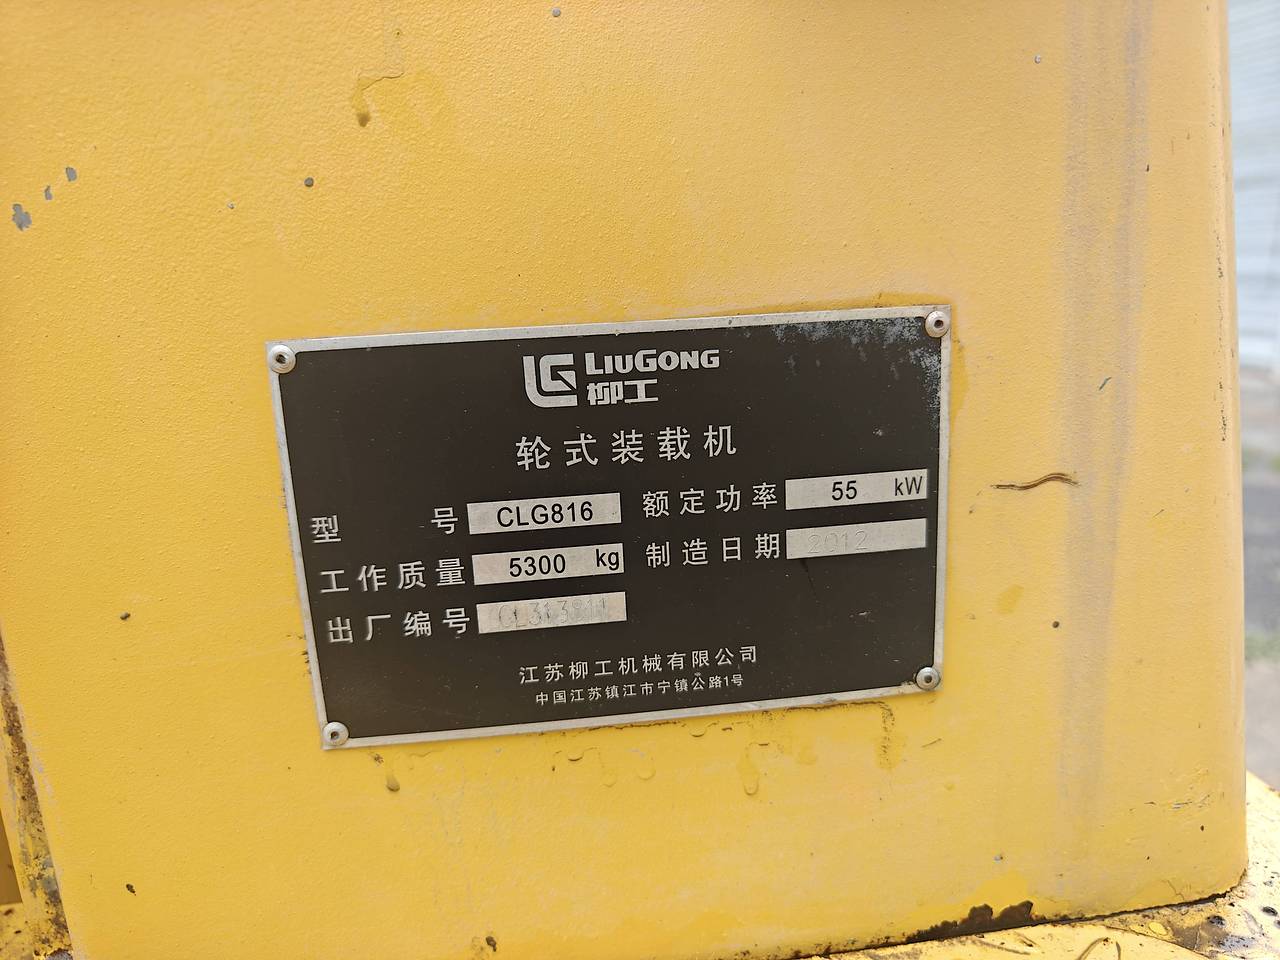 LG LIUGONG
柳工
轮式装载机
型 号 CLG816 额定功率 55 kW
工作质量 5300 kg 制造日期 2012
出厂编号 CL313811
江苏柳工机械有限公司
中国江苏镇江市宁镇公路1号